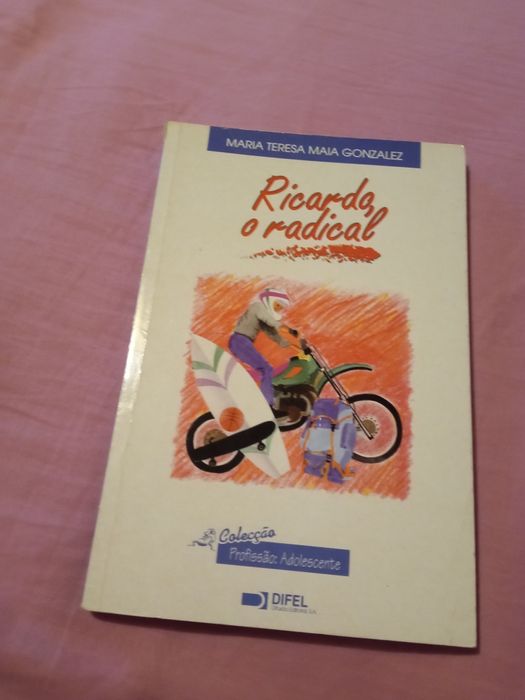 MARIA TERESA MAIA GONZALEZ
Ricardo,
o radical
Colecção
Profissão: Adolescente
DIFEL